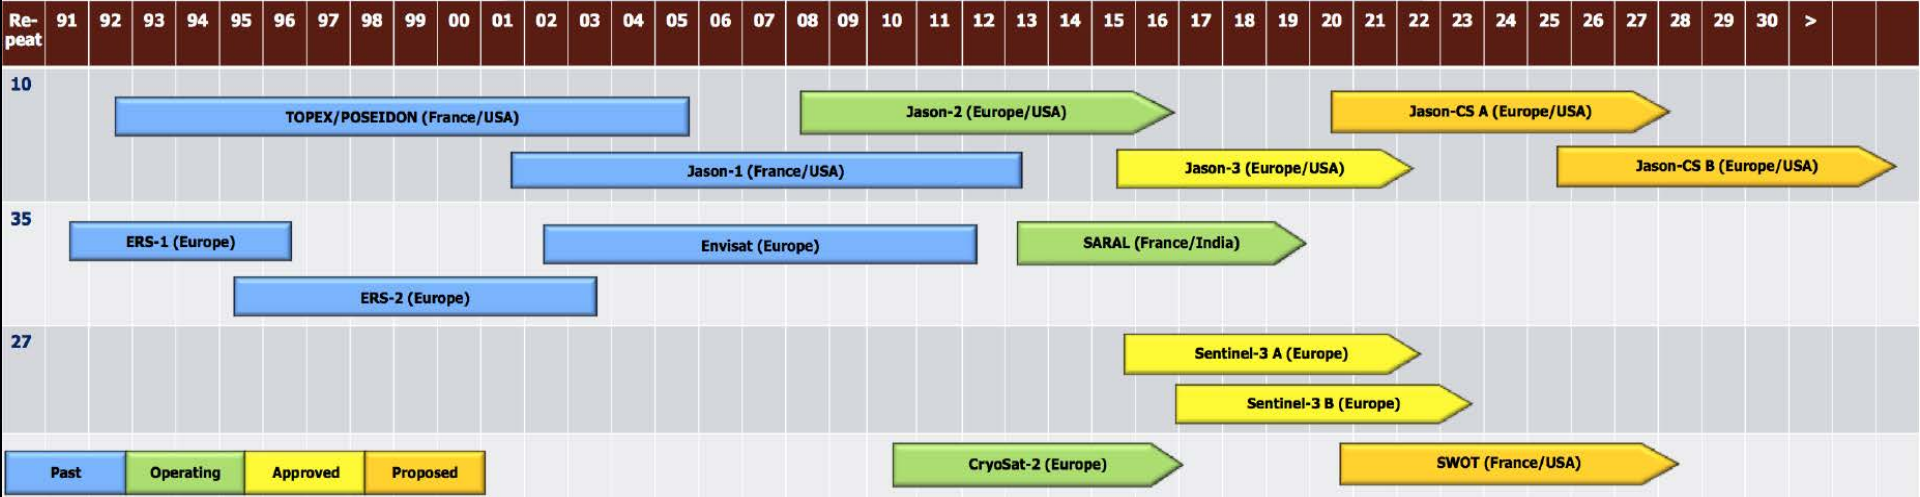 Re-peat 91 92 93 94 95 96 97 98 99 00 01 02 03 04 05 06 07 08 09 10 11 12 13 14 15 16 17 18 19 20 21 22 23 24 25 26 27 28 29 30 >
10
TOPEX/POSEIDON (France/USA)
Jason-2 (Europe/USA)
Jason-CS A (Europe/USA)
Jason-1 (France/USA)
Jason-3 (Europe/USA)
Jason-CS B (Europe/USA)
35
ERS-1 (Europe)
Envisat (Europe)
SARAL (France/India)
ERS-2 (Europe)
27
Sentinel-3 A (Europe)
Sentinel-3 B (Europe)
CryoSat-2 (Europe)
SWOT (France/USA)
Past Operating Approved Proposed